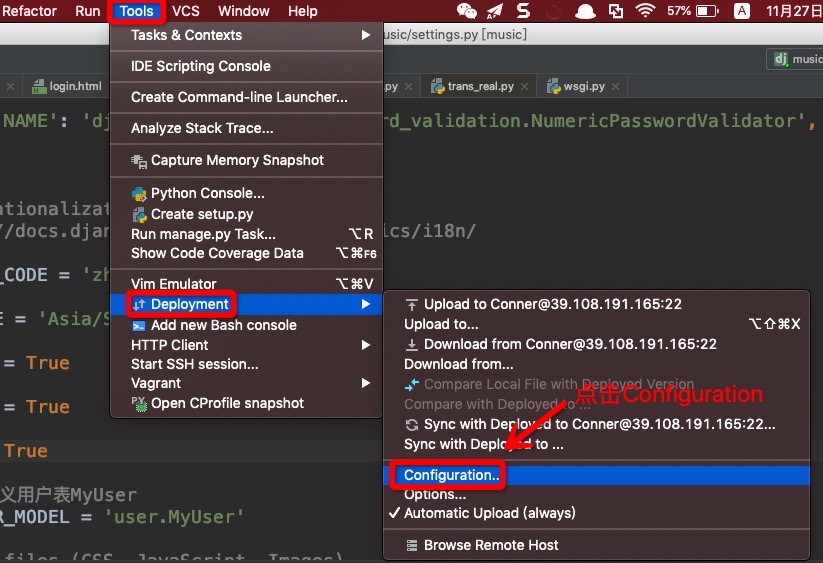 Refactor Run Tools VCS Window Help 57% A 11月27日
Tasks & Contexts
usic/settings.py [music]
IDE Scripting Console
dj music
login.html .py trans_real.py wsgi.py
Create Command-line Launcher...
NAME': 'dj rd_validation.NumericPasswordValidator',
Analyze Stack Trace...
Capture Memory Snapshot
Python Console...
Create setup.py
ationalizat
Run manage.py Task... ⌥R
//docs.djan ics/i18n/
Show Code Coverage Data ⌥⌘F6
_CODE = 'zh
Vim Emulator ⌥⌘V
Deployment
Upload to Conner@39.108.191.165:22
E = 'Asia/S
Add new Bash console
Upload to... ⌥⇧⌘X
HTTP Client
Download from Conner@39.108.191.165:22
= True
Start SSH session...
Download from...
Vagrant
Compare Local File with Deployed Version
点击Configuration
= True
Open CProfile snapshot
Compare with Deployed to ...
Sync with Deployed to Conner@39.108.191.165:22...
True
Sync with Deployed to ...
Configuration...
义用户表MyUser
Options...
R_MODEL = 'user.MyUser'
✓ Automatic Upload (always)
Browse Remote Host
files (CSS, JavaScript, Images)